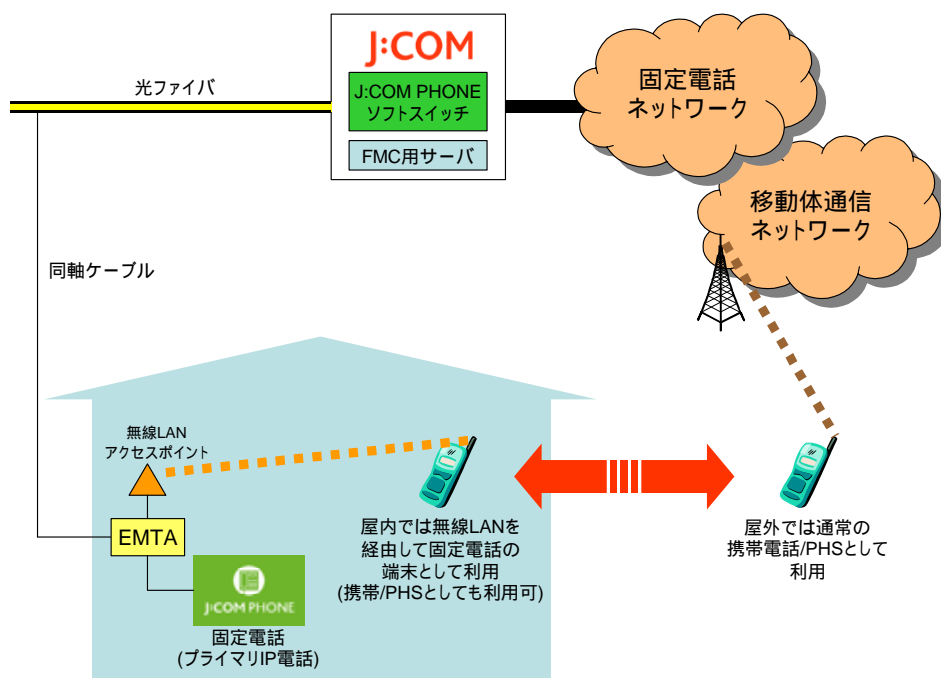 J:COM
J:COM PHONE
ソフトスイッチ
FMC用サーバ
光ファイバ
固定電話
ネットワーク
移動体通信
ネットワーク
同軸ケーブル
無線LAN
アクセスポイント
EMTA
J:COM PHONE
固定電話
(プライマリIP電話)
屋内では無線LANを
経由して固定電話の
端末として利用
(携帯/PHSとしても利用可)
屋外では通常の
携帯電話/PHSとして
利用